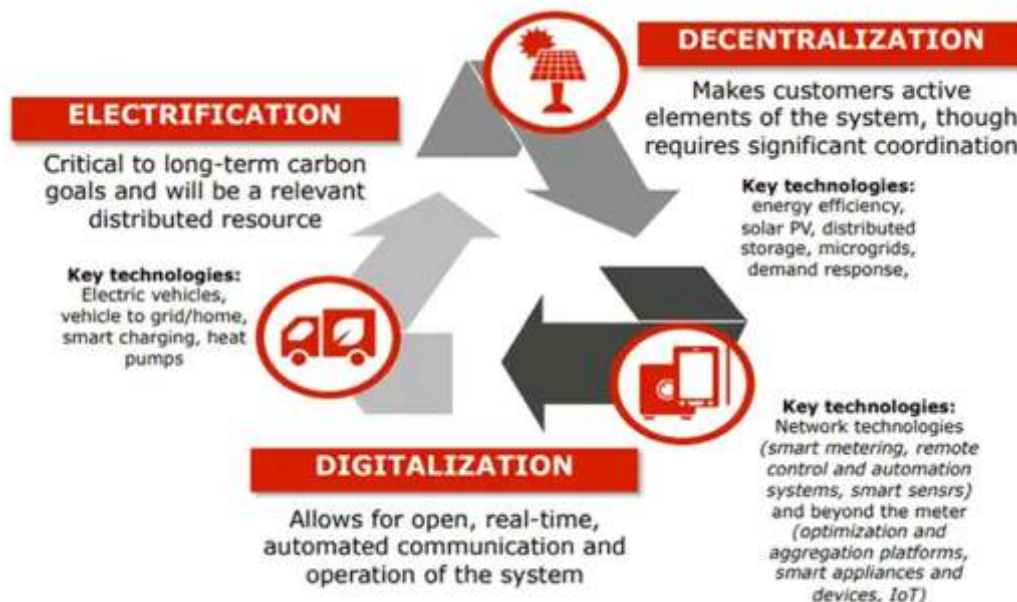 ELECTRIFICATION
Critical to long-term carbon
goals and will be a relevant
distributed resource
Key technologies:
Electric vehicles,
vehicle to grid/home,
smart charging, heat
pumps
DECENTRALIZATION
Makes customers active
elements of the system, though
requires significant coordination
Key technologies:
energy efficiency,
solar PV, distributed
storage, microgrids,
demand response,
DIGITALIZATION
Allows for open, real-time,
automated communication and
operation of the system
Key technologies:
Network technologies
(smart metering, remote
control and automation
systems, smart sensrs)
and beyond the meter
(optimization and
aggregation platforms,
smart appliances and
devices, IoT)